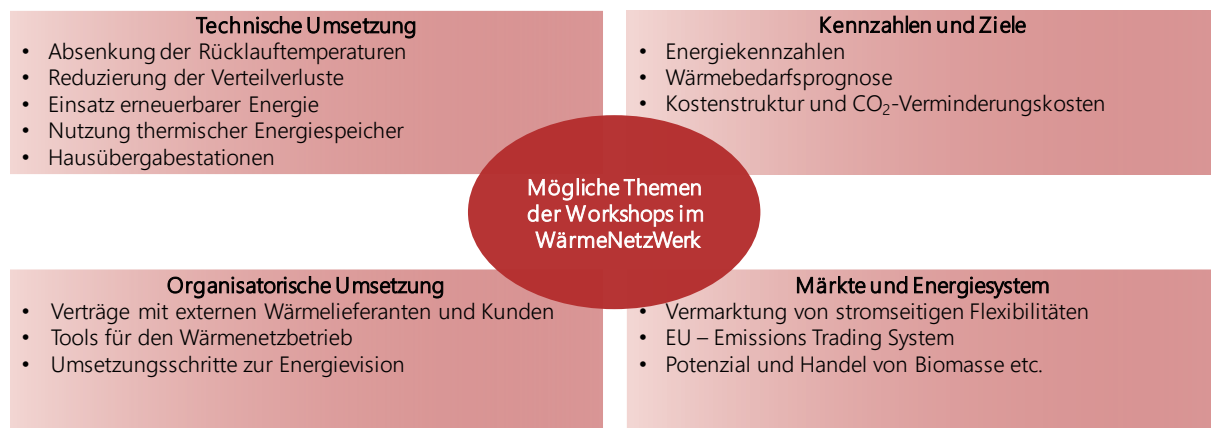 Technische Umsetzung
• Absenkung der Rücklauftemperaturen
• Reduzierung der Verteilverluste
• Einsatz erneuerbarer Energie
• Nutzung thermischer Energiespeicher
• Hausübergabestationen
Kennzahlen und Ziele
• Energiekennzahlen
• Wärmebedarfsprognose
• Kostenstruktur und CO₂-Verminderungskosten
Mögliche Themen
der Workshops im
WärmeNetzWerk
Organisatorische Umsetzung
• Verträge mit externen Wärmelieferanten und Kunden
• Tools für den Wärmenetzbetrieb
• Umsetzungsschritte zur Energievision
Märkte und Energiesystem
• Vermarktung von stromseitigen Flexibilitäten
• EU – Emissions Trading System
• Potenzial und Handel von Biomasse etc.